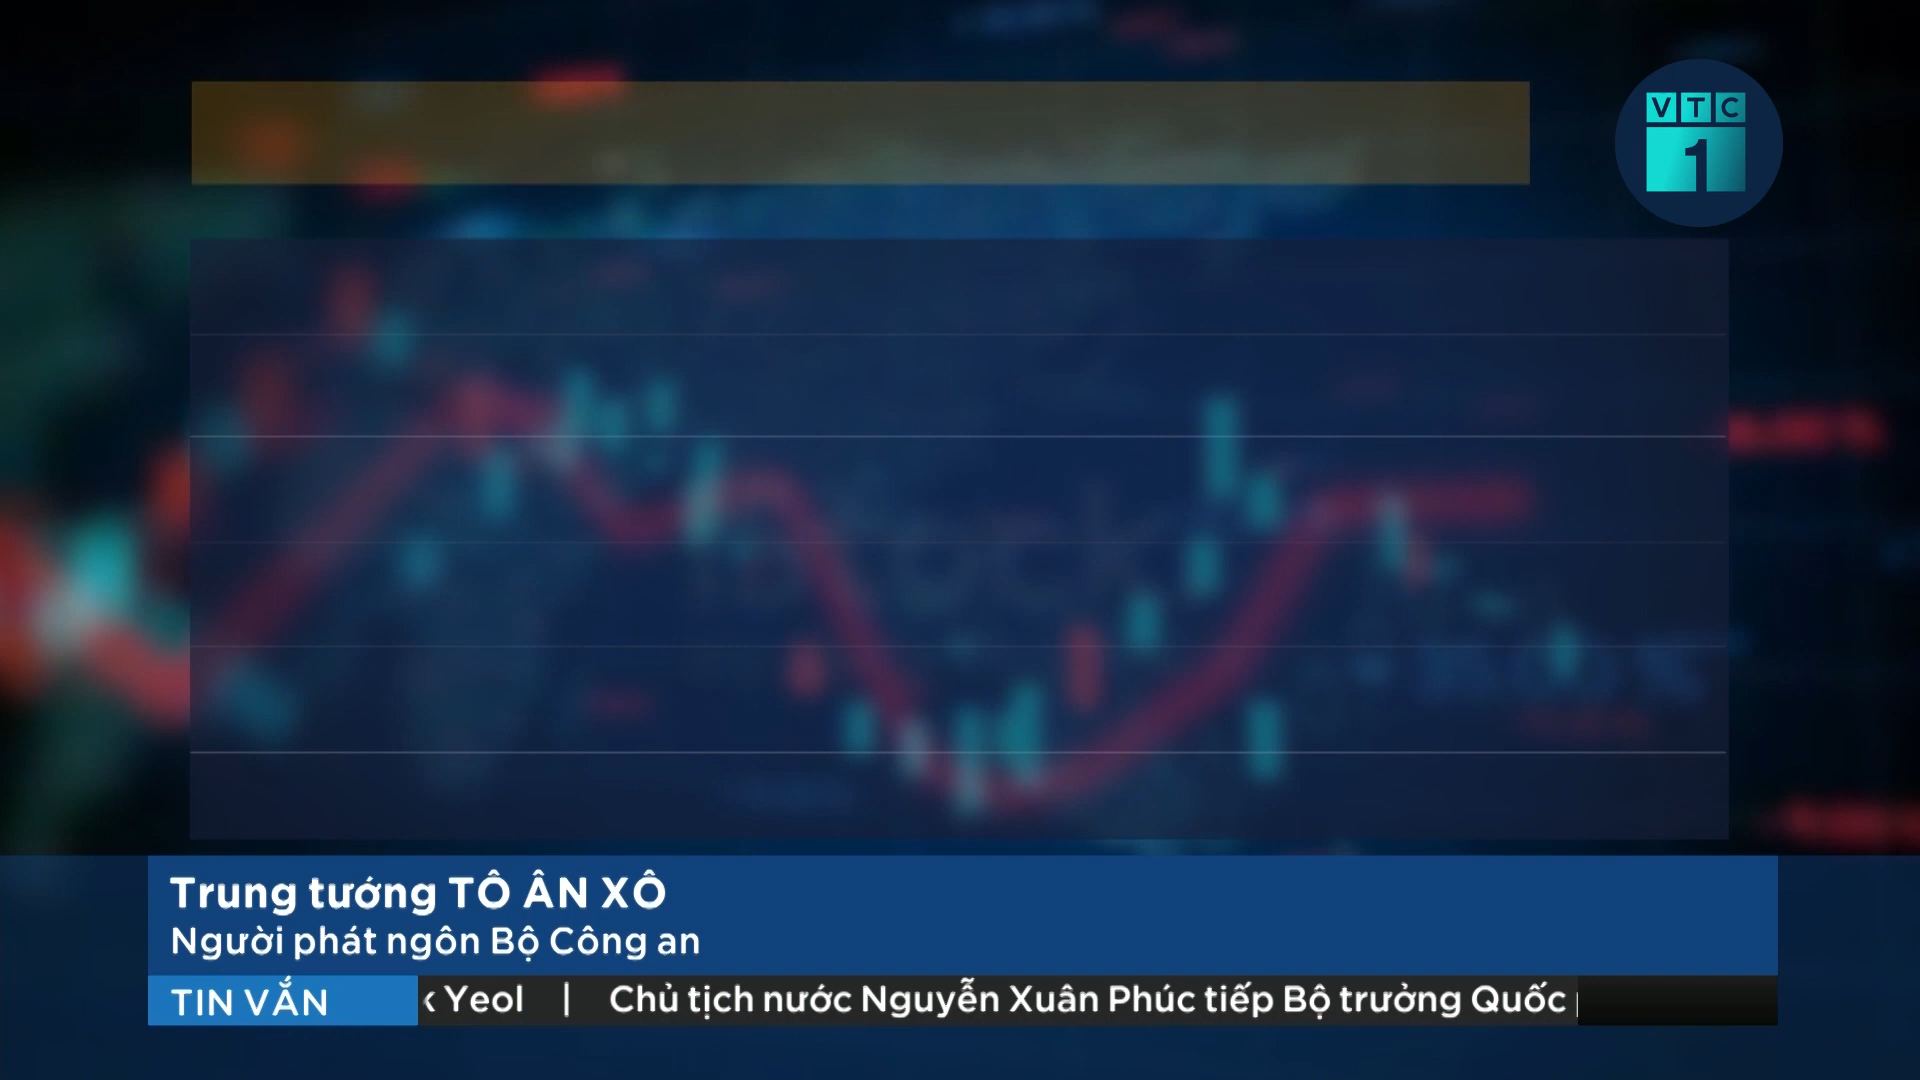 VTC
1
Trung tướng TÔ ÂN XÔ
Người phát ngôn Bộ Công an
TIN VẮN
Yeol | Chủ tịch nước Nguyễn Xuân Phúc tiếp Bộ trưởng Quốc